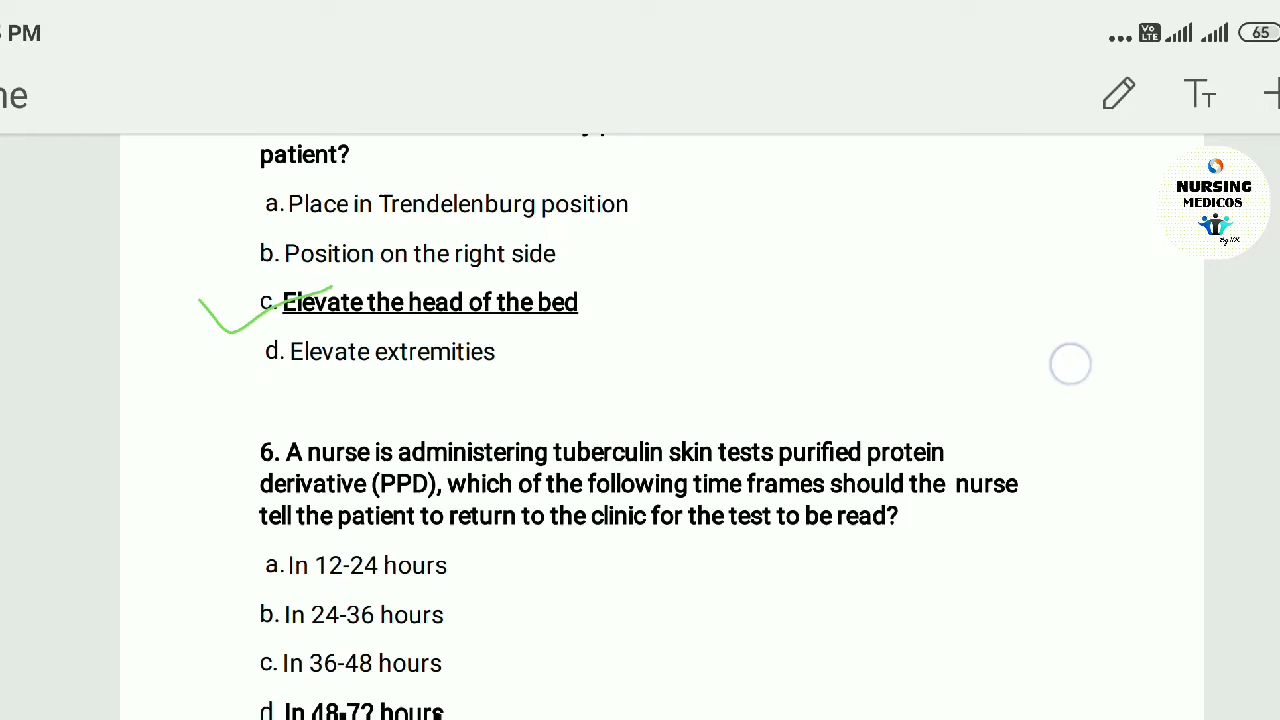 PM
65
ne
patient?
a. Place in Trendelenburg position
b. Position on the right side
c. Elevate the head of the bed
d. Elevate extremities
NURSING
MEDICOS
6. A nurse is administering tuberculin skin tests purified protein
derivative (PPD), which of the following time frames should the nurse
tell the patient to return to the clinic for the test to be read?
a. In 12-24 hours
b. In 24-36 hours
c. In 36-48 hours
d. In 48-72 hours